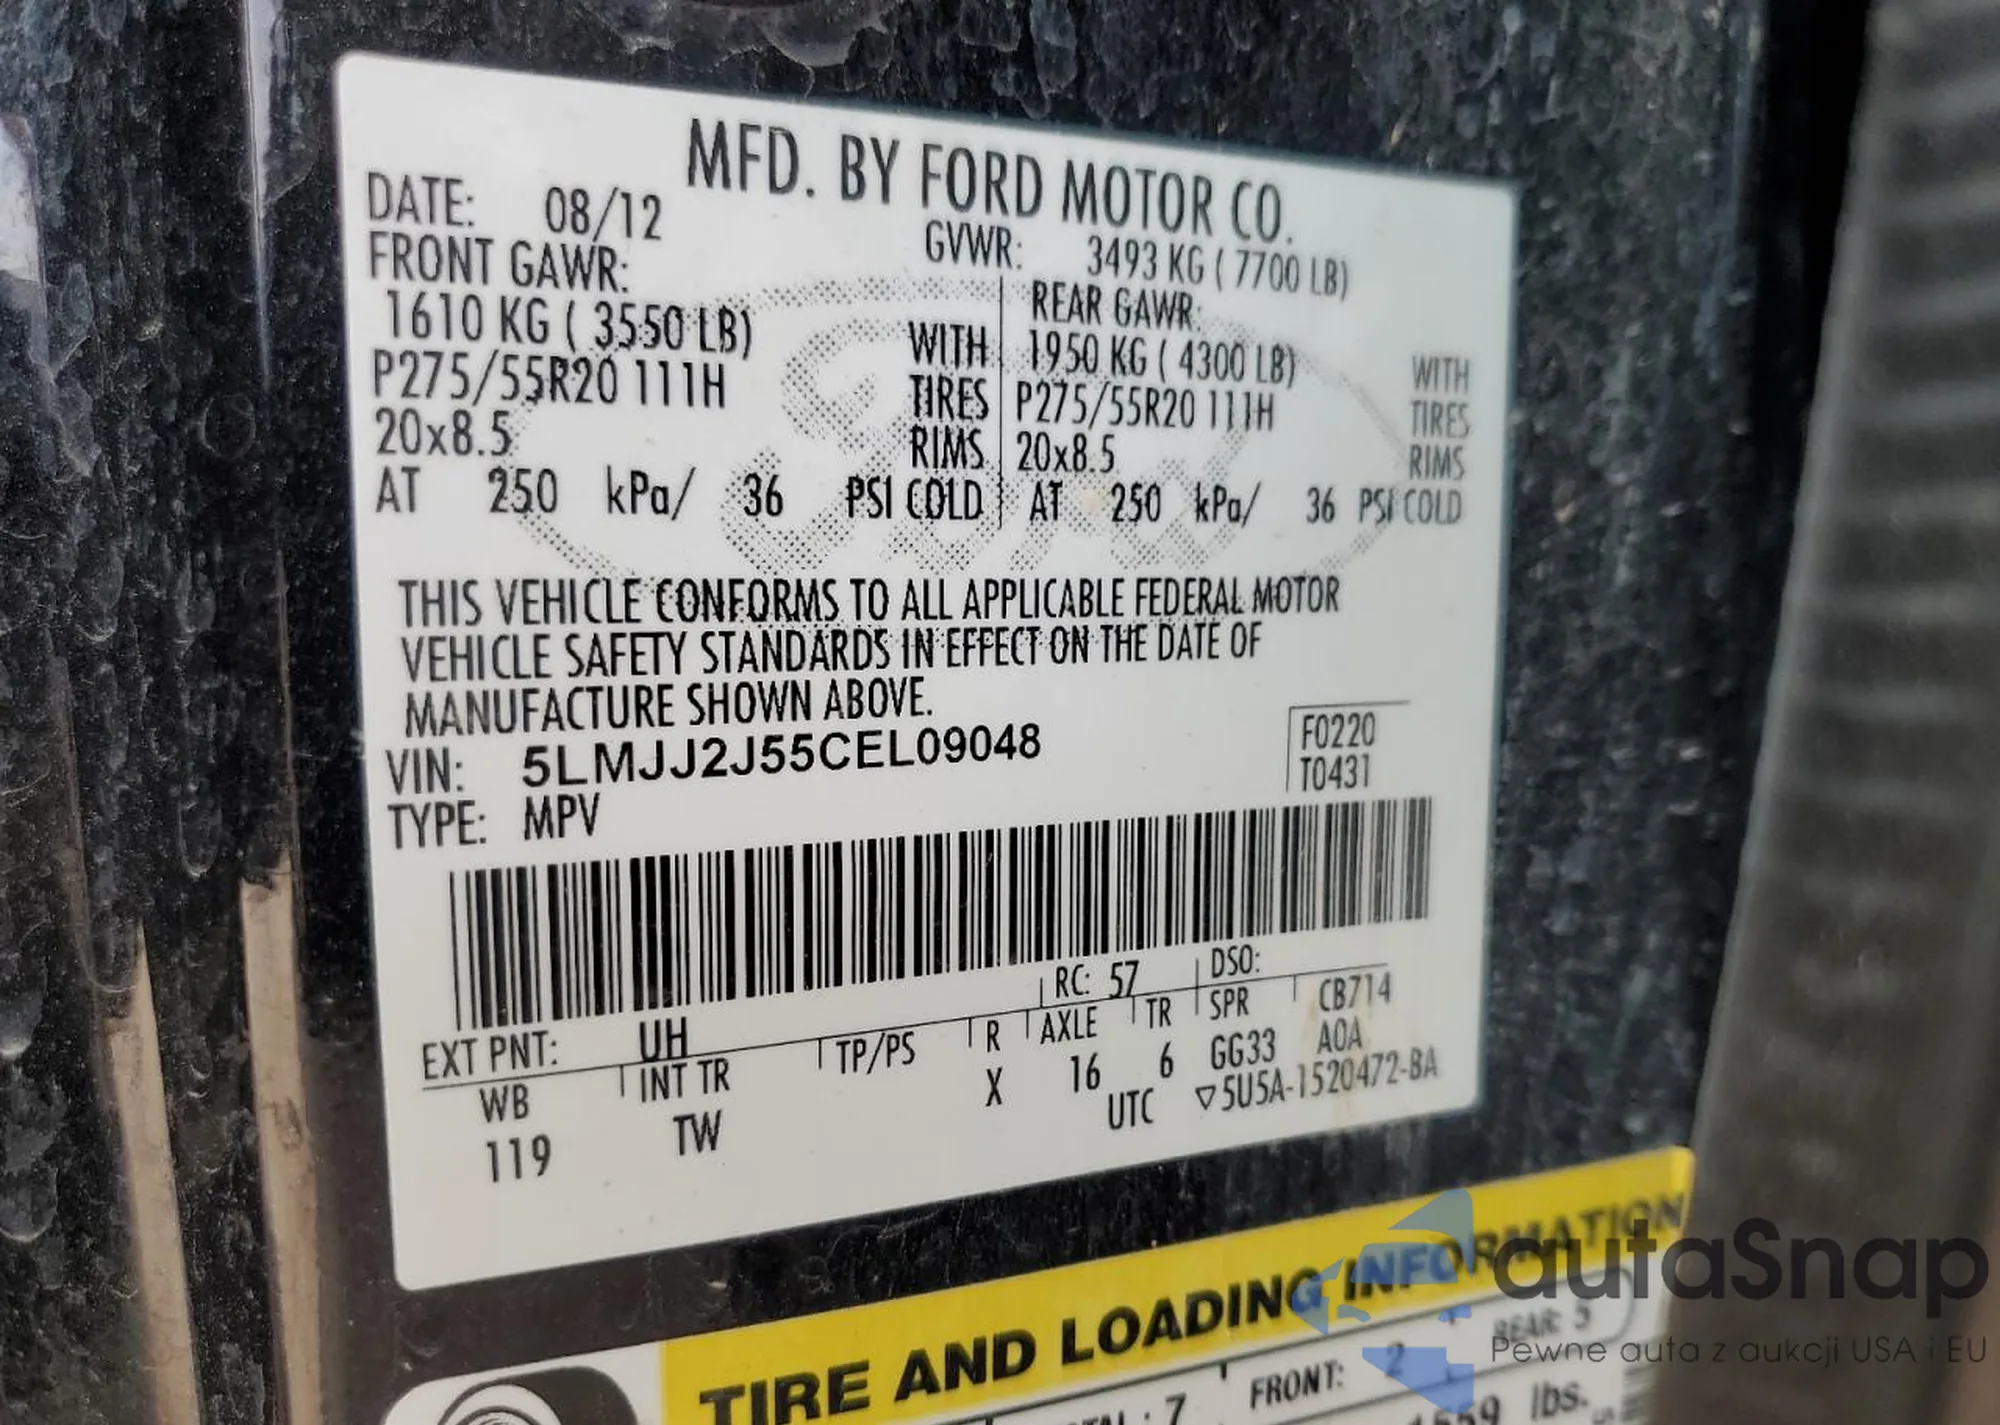 MFD. BY FORD MOTOR CO.
DATE: 08/12
GVWR: 3493 KG ( 7700 LB)
FRONT GAWR:
1610 KG ( 3550 LB) WITH
P275/55R20 111H TIRES
20x8.5 RIMS
AT 250 kPa/ 36 PSI COLD
REAR GAWR:
1950 KG ( 4300 LB) WITH
P275/55R20 111H TIRES
20x8.5 RIMS
AT 250 kPa/ 36 PSI COLD
THIS VEHICLE CONFORMS TO ALL APPLICABLE FEDERAL MOTOR
VEHICLE SAFETY STANDARDS IN EFFECT ON THE DATE OF
MANUFACTURE SHOWN ABOVE.
VIN: 5LMJJ2J55CEL09048
F0220
T0431
TYPE: MPV
EXT PNT: UH RC: 57 DSO:
WB INT TR TP/PS R AXLE TR SPR CB714
119 TW X 16 6 GG33 A0A
UTC ▽5U5A-1520472-BA
TIRE AND LOADING INFORMATION
: 7 FRONT: 2 REAR: 5
lbs.
autaSnap
Pewne auta z aukcji USA i EU